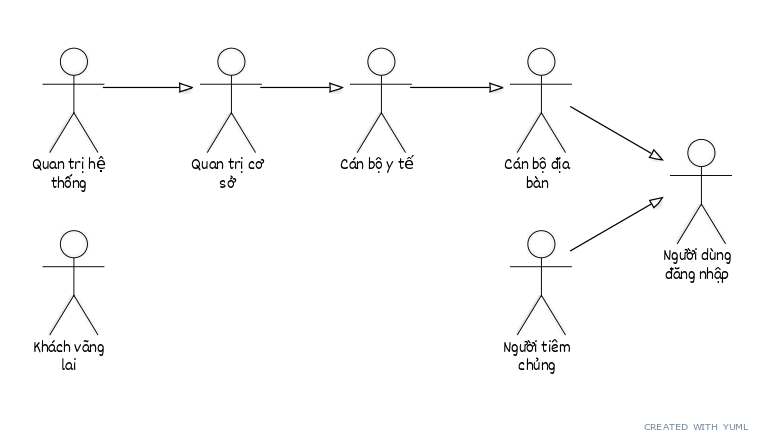 Quan trị hệ
thống
Quan trị cơ
sở
Cán bộ y tế
Cán bộ địa
bàn
Người dùng
đăng nhập
Khách vãng
lai
Người tiêm
chủng
CREATED WITH YUML